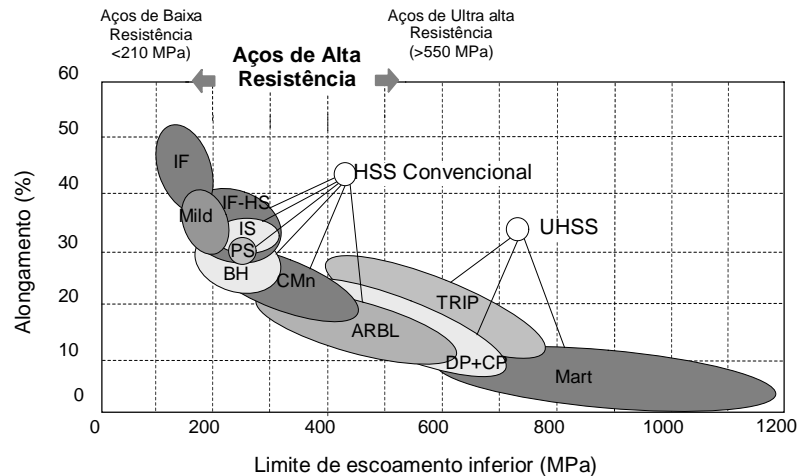 Aços de Baixa
Resistência
<210 MPa)
Aços de Alta
Resistência
Aços de Ultra alta
Resistência
(>550 MPa)
60
50
40
30
20
10
0
Alongamento (%)
IF
Mild
IF-HS
IS
PS
BH
CMn
ARBL
HSS Convencional
TRIP
DP+CP
UHSS
Mart
0
200
400
600
800
1000
1200
Limite de escoamento inferior (MPa)